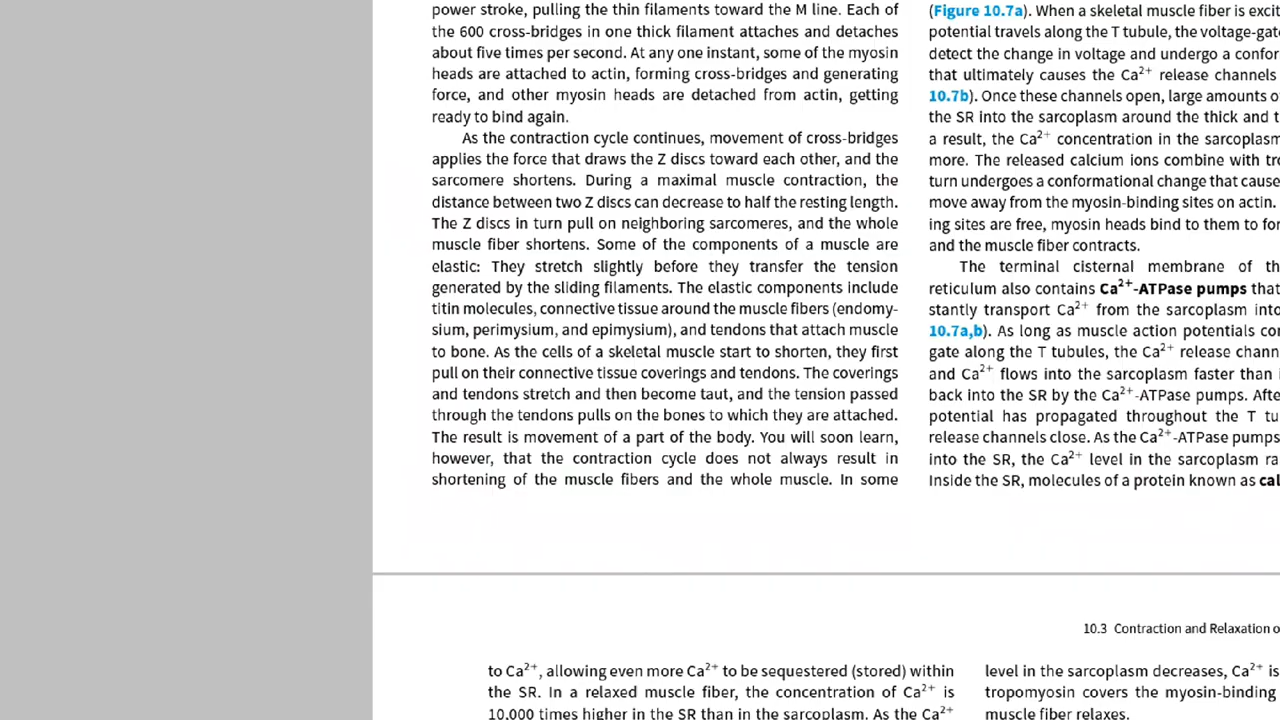 power stroke, pulling the thin filaments toward the M line. Each of
the 600 cross-bridges in one thick filament attaches and detaches
about five times per second. At any one instant, some of the myosin
heads are attached to actin, forming cross-bridges and generating
force, and other myosin heads are detached from actin, getting
ready to bind again.
As the contraction cycle continues, movement of cross-bridges
applies the force that draws the Z discs toward each other, and the
sarcomere shortens. During a maximal muscle contraction, the
distance between two Z discs can decrease to half the resting length.
The Z discs in turn pull on neighboring sarcomeres, and the whole
muscle fiber shortens. Some of the components of a muscle are
elastic: They stretch slightly before they transfer the tension
generated by the sliding filaments. The elastic components include
titin molecules, connective tissue around the muscle fibers (endomy-
sium, perimysium, and epimysium), and tendons that attach muscle
to bone. As the cells of a skeletal muscle start to shorten, they first
pull on their connective tissue coverings and tendons. The coverings
and tendons stretch and then become taut, and the tension passed
through the tendons pulls on the bones to which they are attached.
The result is movement of a part of the body. You will soon learn,
however, that the contraction cycle does not always result in
shortening of the muscle fibers and the whole muscle. In some
(Figure 10.7a). When a skeletal muscle fiber is excit
potential travels along the T tubule, the voltage-gate
detect the change in voltage and undergo a confor
that ultimately causes the Ca²⁺ release channels
10.7b). Once these channels open, large amounts o
the SR into the sarcoplasm around the thick and t
a result, the Ca²⁺ concentration in the sarcoplasm
more. The released calcium ions combine with tro
turn undergoes a conformational change that cause
move away from the myosin-binding sites on actin.
ing sites are free, myosin heads bind to them to for
and the muscle fiber contracts.
The terminal cisternal membrane of th
reticulum also contains Ca²⁺-ATPase pumps that
stantly transport Ca²⁺ from the sarcoplasm into
10.7a,b). As long as muscle action potentials con
gate along the T tubules, the Ca²⁺ release chann
and Ca²⁺ flows into the sarcoplasm faster than i
back into the SR by the Ca²⁺-ATPase pumps. Afte
potential has propagated throughout the T tu
release channels close. As the Ca²⁺-ATPase pumps
into the SR, the Ca²⁺ level in the sarcoplasm ra
Inside the SR, molecules of a protein known as cal
10.3 Contraction and Relaxation o
to Ca²⁺, allowing even more Ca²⁺ to be sequestered (stored) within
the SR. In a relaxed muscle fiber, the concentration of Ca²⁺ is
10,000 times higher in the SR than in the sarcoplasm. As the Ca²⁺
level in the sarcoplasm decreases, Ca²⁺ is
tropomyosin covers the myosin-binding
muscle fiber relaxes.